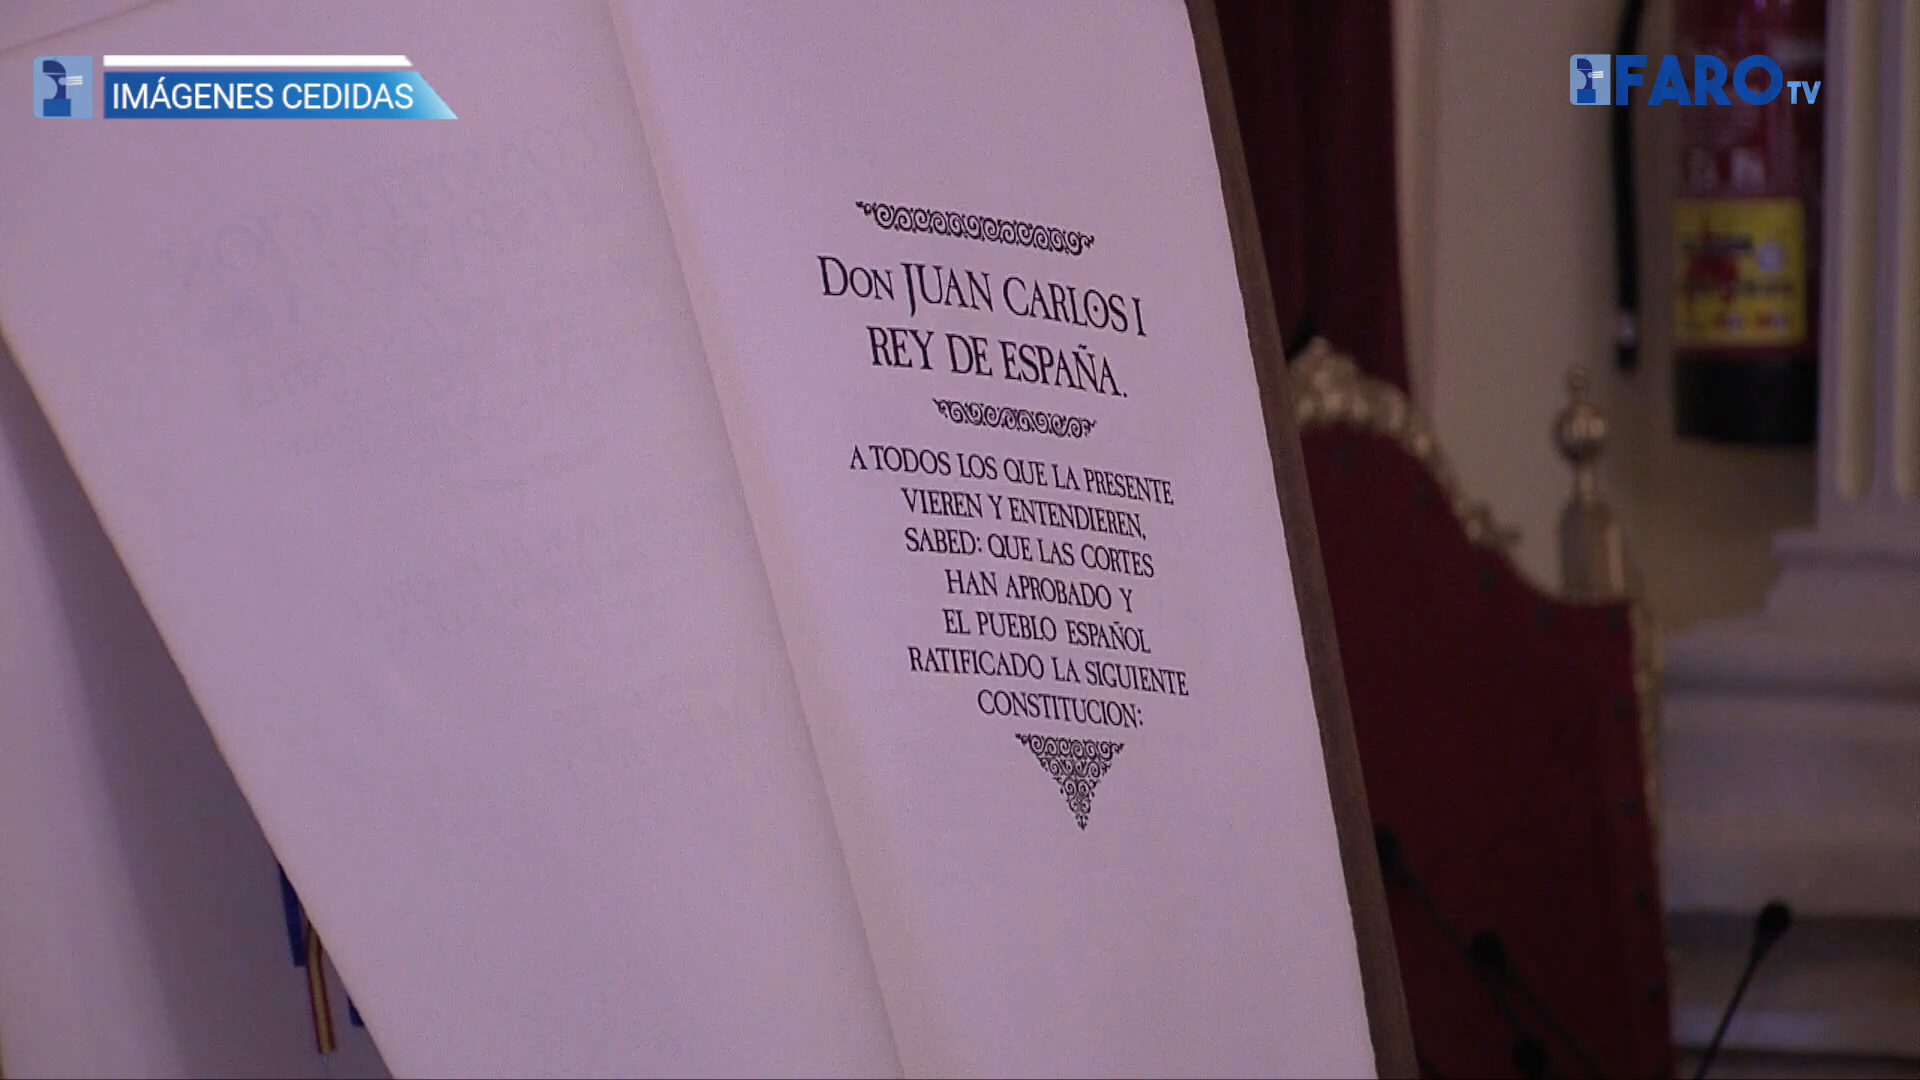 IMÁGENES CEDIDAS
FARO TV
DON JUAN CARLOS I
REY DE ESPAÑA.
A TODOS LOS QUE LA PRESENTE
VIEREN Y ENTENDIEREN,
SABED: QUE LAS CORTES
HAN APROBADO Y
EL PUEBLO ESPAÑOL
RATIFICADO LA SIGUIENTE
CONSTITUCION: